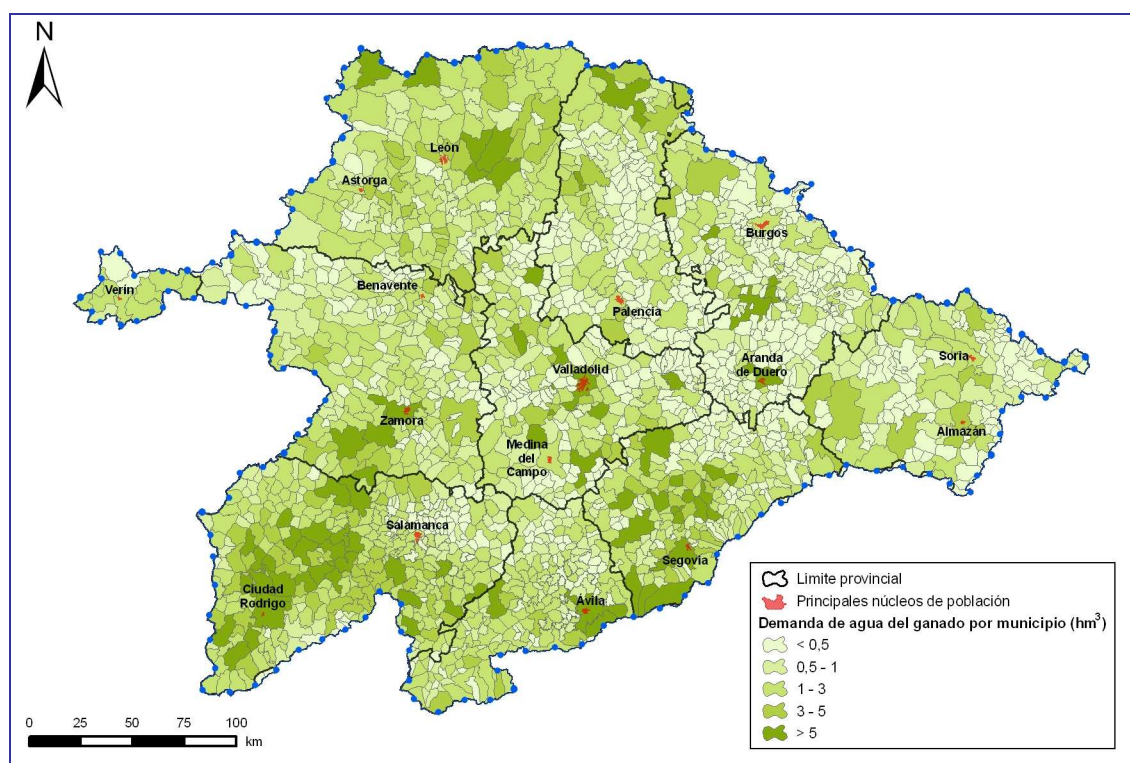 N
León
Astorga
Burgos
Verín
Benavente
Palencia
Soria
Aranda
de Duero
Valladolid
Zamora
Almazán
Medina
del
Campo
Salamanca
Segovia
Ciudad
Rodrigo
Ávila
Limite provincial
Principales núcleos de población
Demanda de agua del ganado por municipio (hm³)
< 0,5
0,5 - 1
1 - 3
3 - 5
> 5
0 25 50 75 100
km